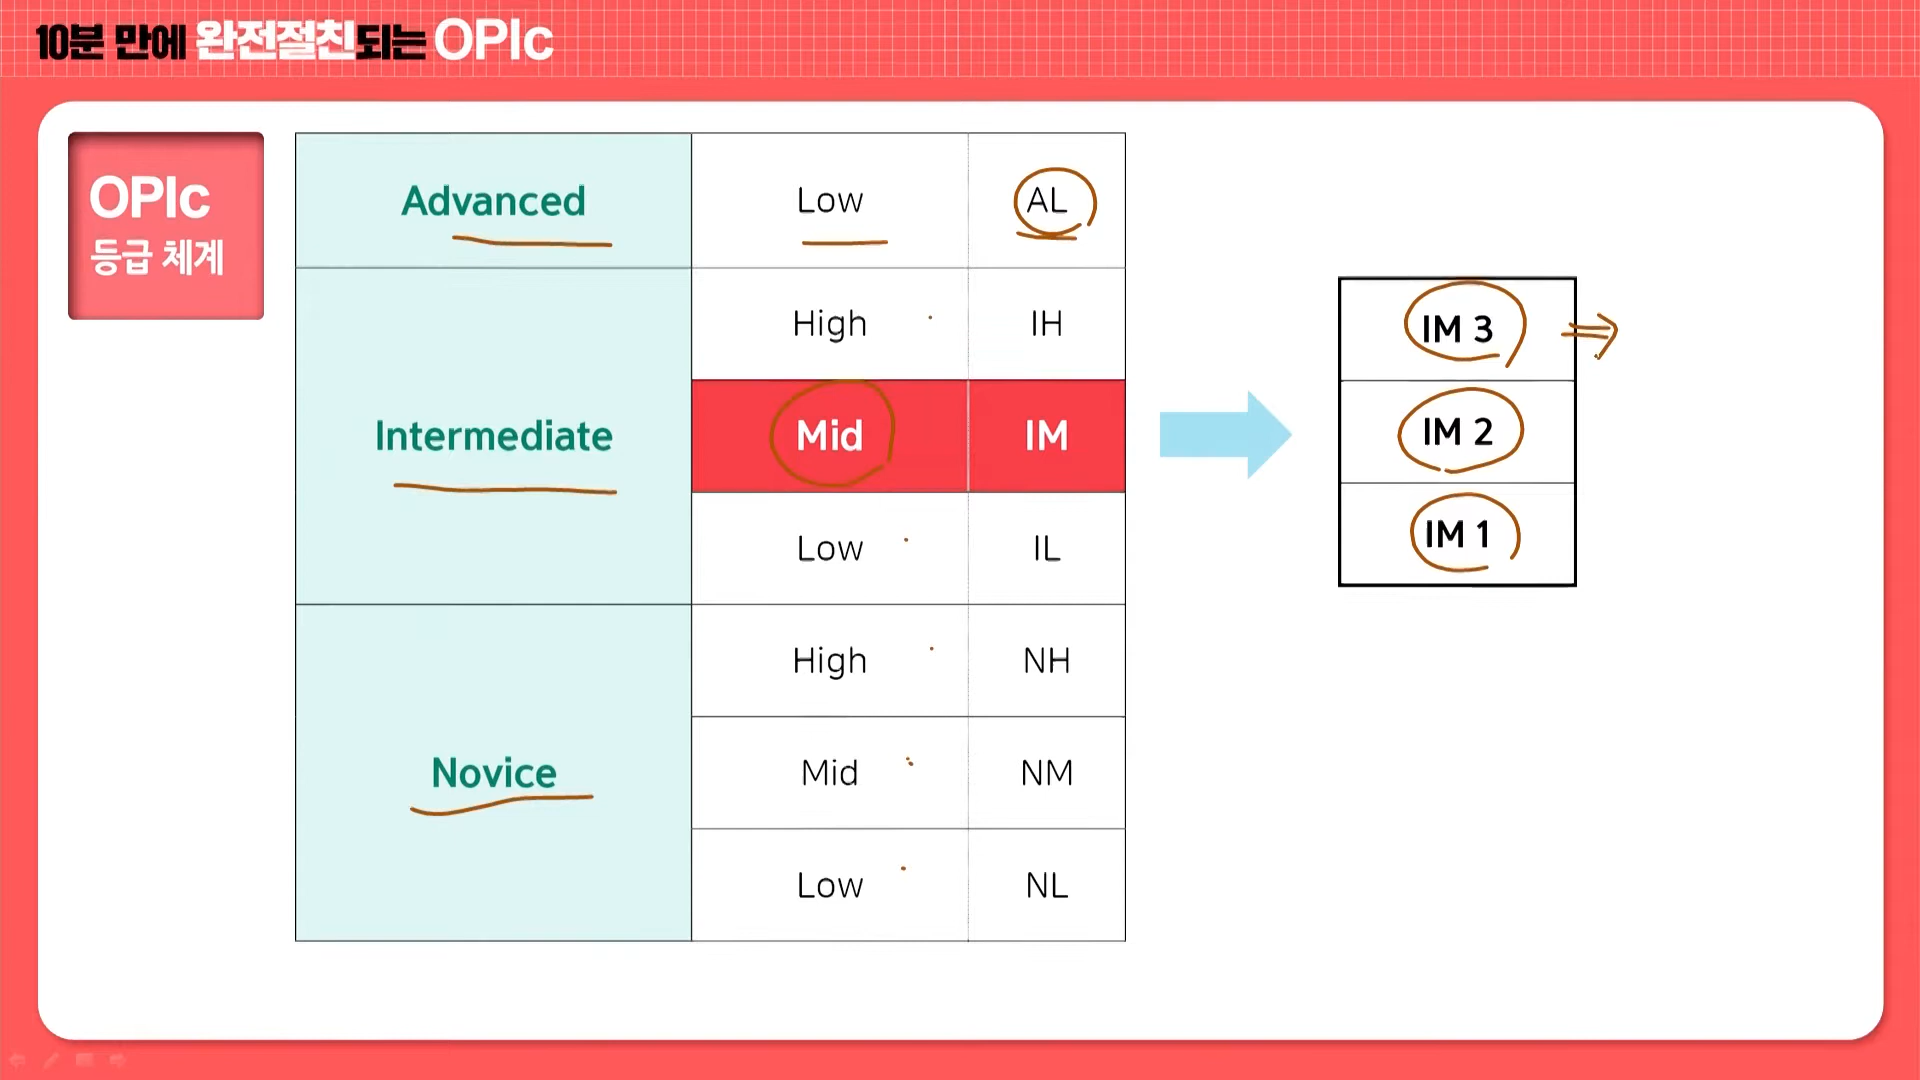 10분 만에 완전절친되는 OPIc
OPIc
등급 체계
Advanced Low AL
Intermediate High IH
Mid IM
Low IL
Novice High NH
Mid NM
Low NL
IM 3
IM 2
IM 1